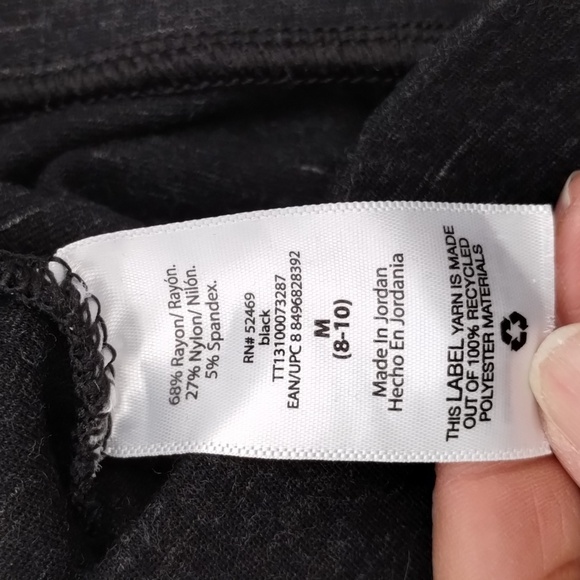 68% Rayon/ Rayón.
27% Nylon/ Nilón.
5% Spandex.
RN# 52469
black
TT13100073287
EAN/UPC 8 8496828392
M
(8-10)
Made In Jordan
Hecho En Jordania
THIS LABEL YARN IS MADE
OUT OF 100% RECYCLED
POLYESTER MATERIALS